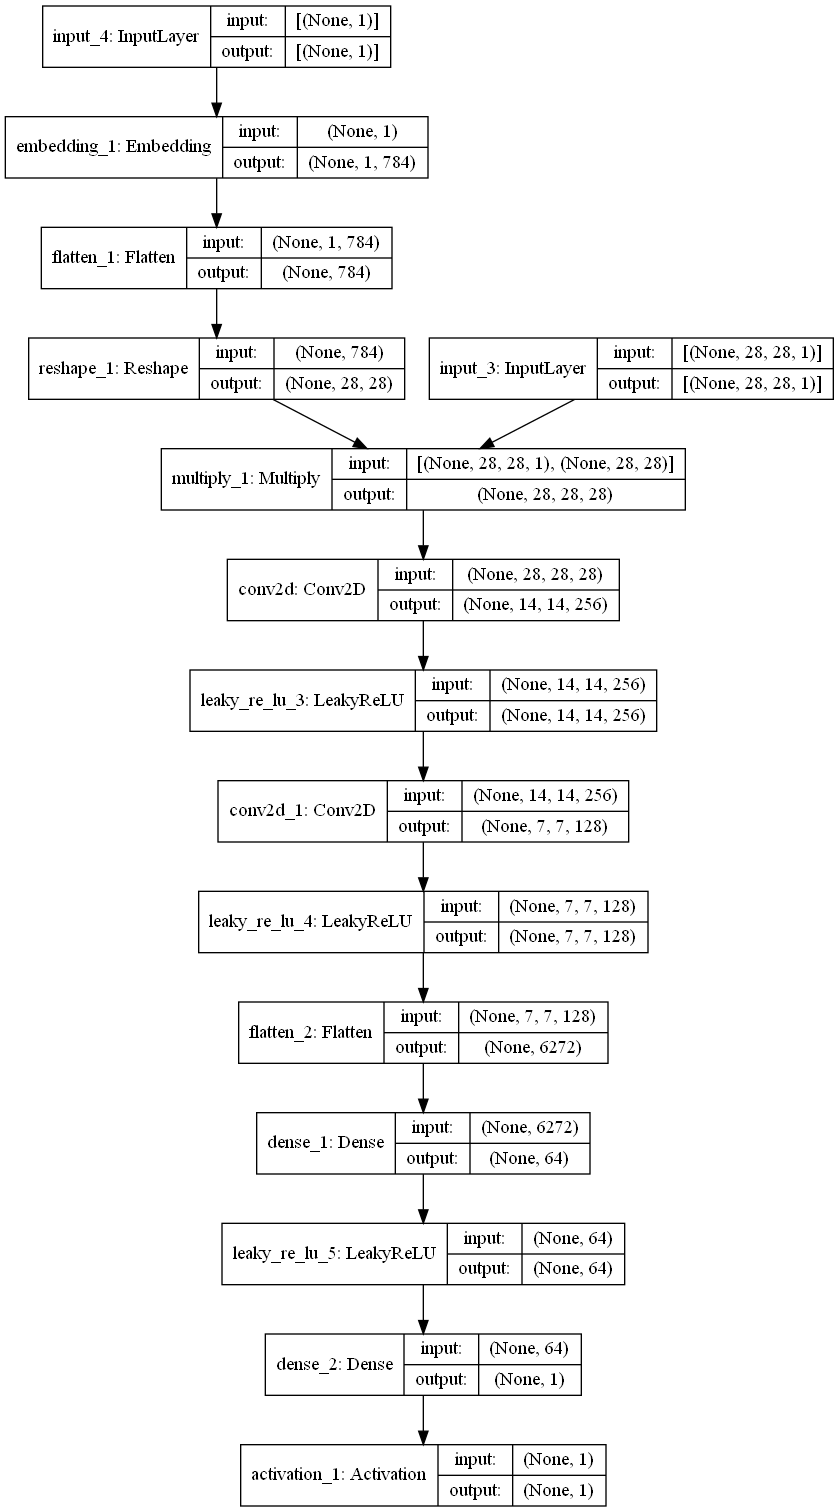 input_4: InputLayer
input:
[(None, 1)]
output:
[(None, 1)]
embedding_1: Embedding
input:
(None, 1)
output:
(None, 1, 784)
flatten_1: Flatten
input:
(None, 1, 784)
output:
(None, 784)
reshape_1: Reshape
input:
(None, 784)
output:
(None, 28, 28)
input_3: InputLayer
input:
[(None, 28, 28, 1)]
output:
[(None, 28, 28, 1)]
multiply_1: Multiply
input:
[(None, 28, 28, 1), (None, 28, 28)]
output:
(None, 28, 28, 28)
conv2d: Conv2D
input:
(None, 28, 28, 28)
output:
(None, 14, 14, 256)
leaky_re_lu_3: LeakyReLU
input:
(None, 14, 14, 256)
output:
(None, 14, 14, 256)
conv2d_1: Conv2D
input:
(None, 14, 14, 256)
output:
(None, 7, 7, 128)
leaky_re_lu_4: LeakyReLU
input:
(None, 7, 7, 128)
output:
(None, 7, 7, 128)
flatten_2: Flatten
input:
(None, 7, 7, 128)
output:
(None, 6272)
dense_1: Dense
input:
(None, 6272)
output:
(None, 64)
leaky_re_lu_5: LeakyReLU
input:
(None, 64)
output:
(None, 64)
dense_2: Dense
input:
(None, 64)
output:
(None, 1)
activation_1: Activation
input:
(None, 1)
output:
(None, 1)